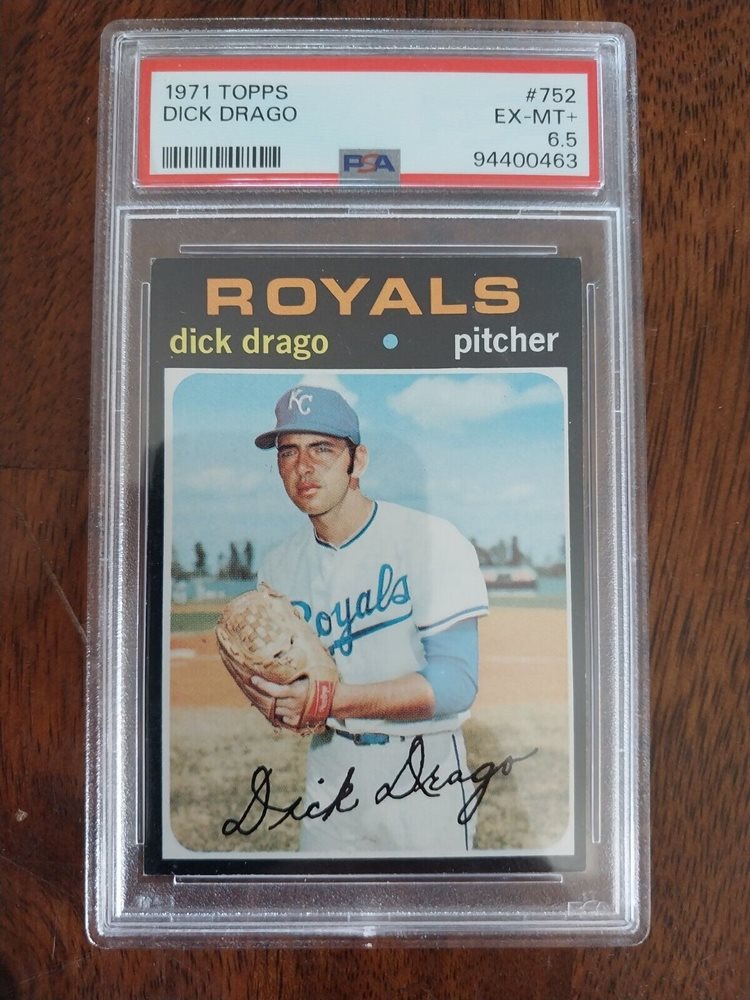 1971 TOPPS #752
DICK DRAGO EX-MT+
6.5
PSA 94400463
ROYALS
dick drago pitcher
KC
Royals
Dick Drago